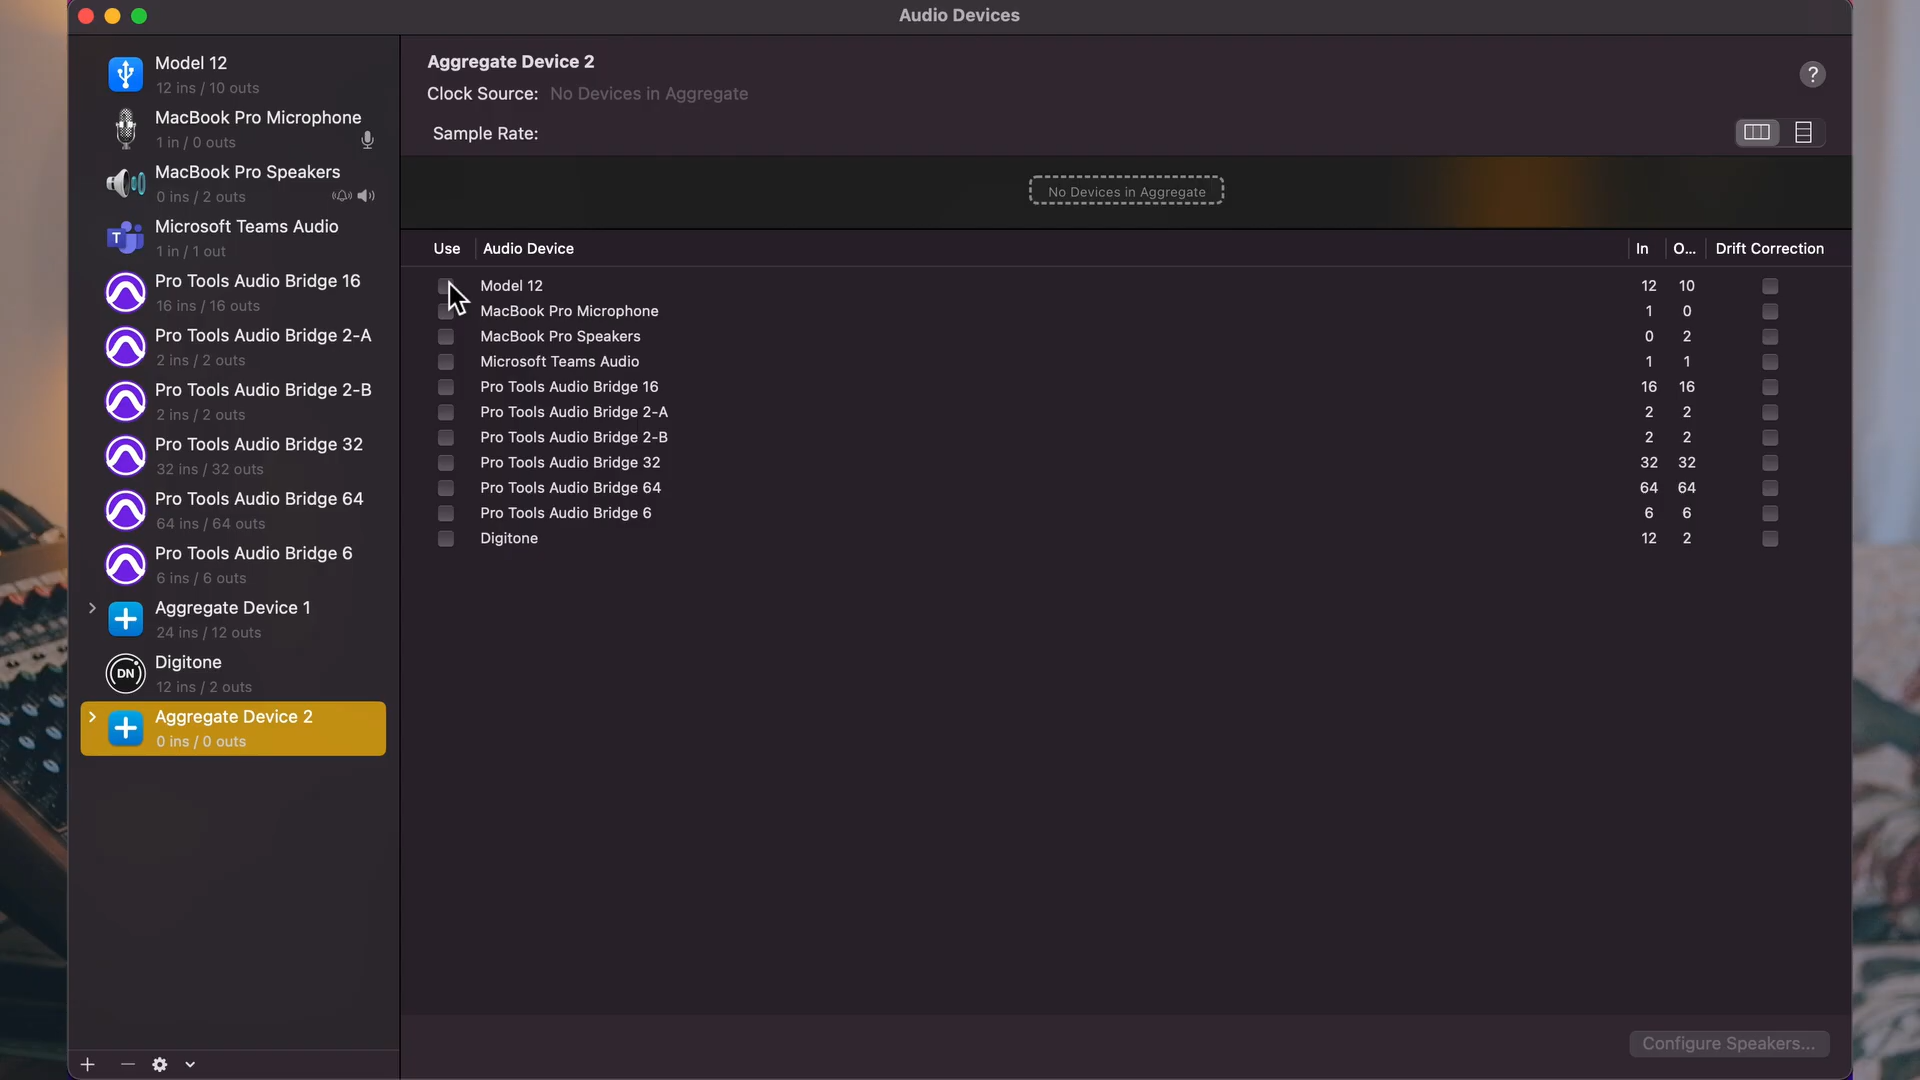 Audio Devices
Model 12
12 ins / 10 outs
MacBook Pro Microphone
1 in / 0 outs
MacBook Pro Speakers
0 ins / 2 outs
T
Microsoft Teams Audio
1 in / 1 out
Pro Tools Audio Bridge 16
16 ins / 16 outs
Pro Tools Audio Bridge 2-A
2 ins / 2 outs
Pro Tools Audio Bridge 2-B
2 ins / 2 outs
Pro Tools Audio Bridge 32
32 ins / 32 outs
Pro Tools Audio Bridge 64
64 ins / 64 outs
Pro Tools Audio Bridge 6
6 ins / 6 outs
Aggregate Device 1
24 ins / 12 outs
DN
Digitone
12 ins / 2 outs
Aggregate Device 2
0 ins / 0 outs
Aggregate Device 2
Clock Source: No Devices in Aggregate
Sample Rate:
?
No Devices in Aggregate
Use Audio Device In O... Drift Correction
Model 12 12 10
MacBook Pro Microphone 1 0
MacBook Pro Speakers 0 2
Microsoft Teams Audio 1 1
Pro Tools Audio Bridge 16 16 16
Pro Tools Audio Bridge 2-A 2 2
Pro Tools Audio Bridge 2-B 2 2
Pro Tools Audio Bridge 32 32 32
Pro Tools Audio Bridge 64 64 64
Pro Tools Audio Bridge 6 6 6
Digitone 12 2
Configure Speakers...